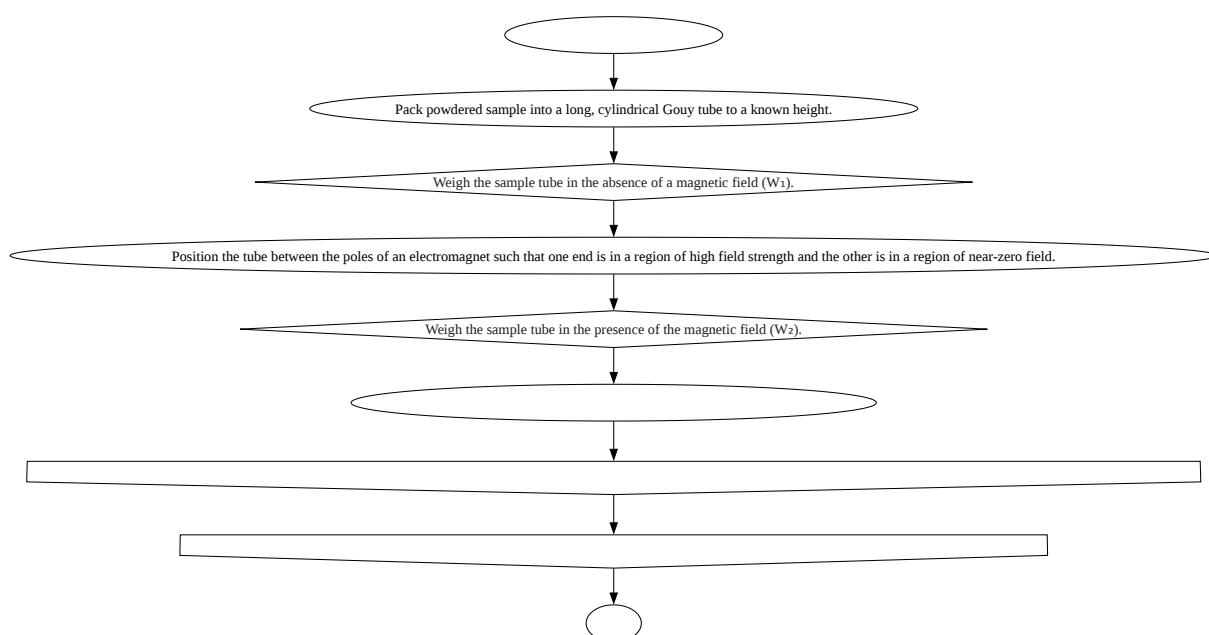 Pack powdered sample into a long, cylindrical Gouy tube to a known height.
Weigh the sample tube in the absence of a magnetic field (W₁).
Position the tube between the poles of an electromagnet such that one end is in a region of high field strength and the other is in a region of near-zero field.
Weigh the sample tube in the presence of the magnetic field (W₂).